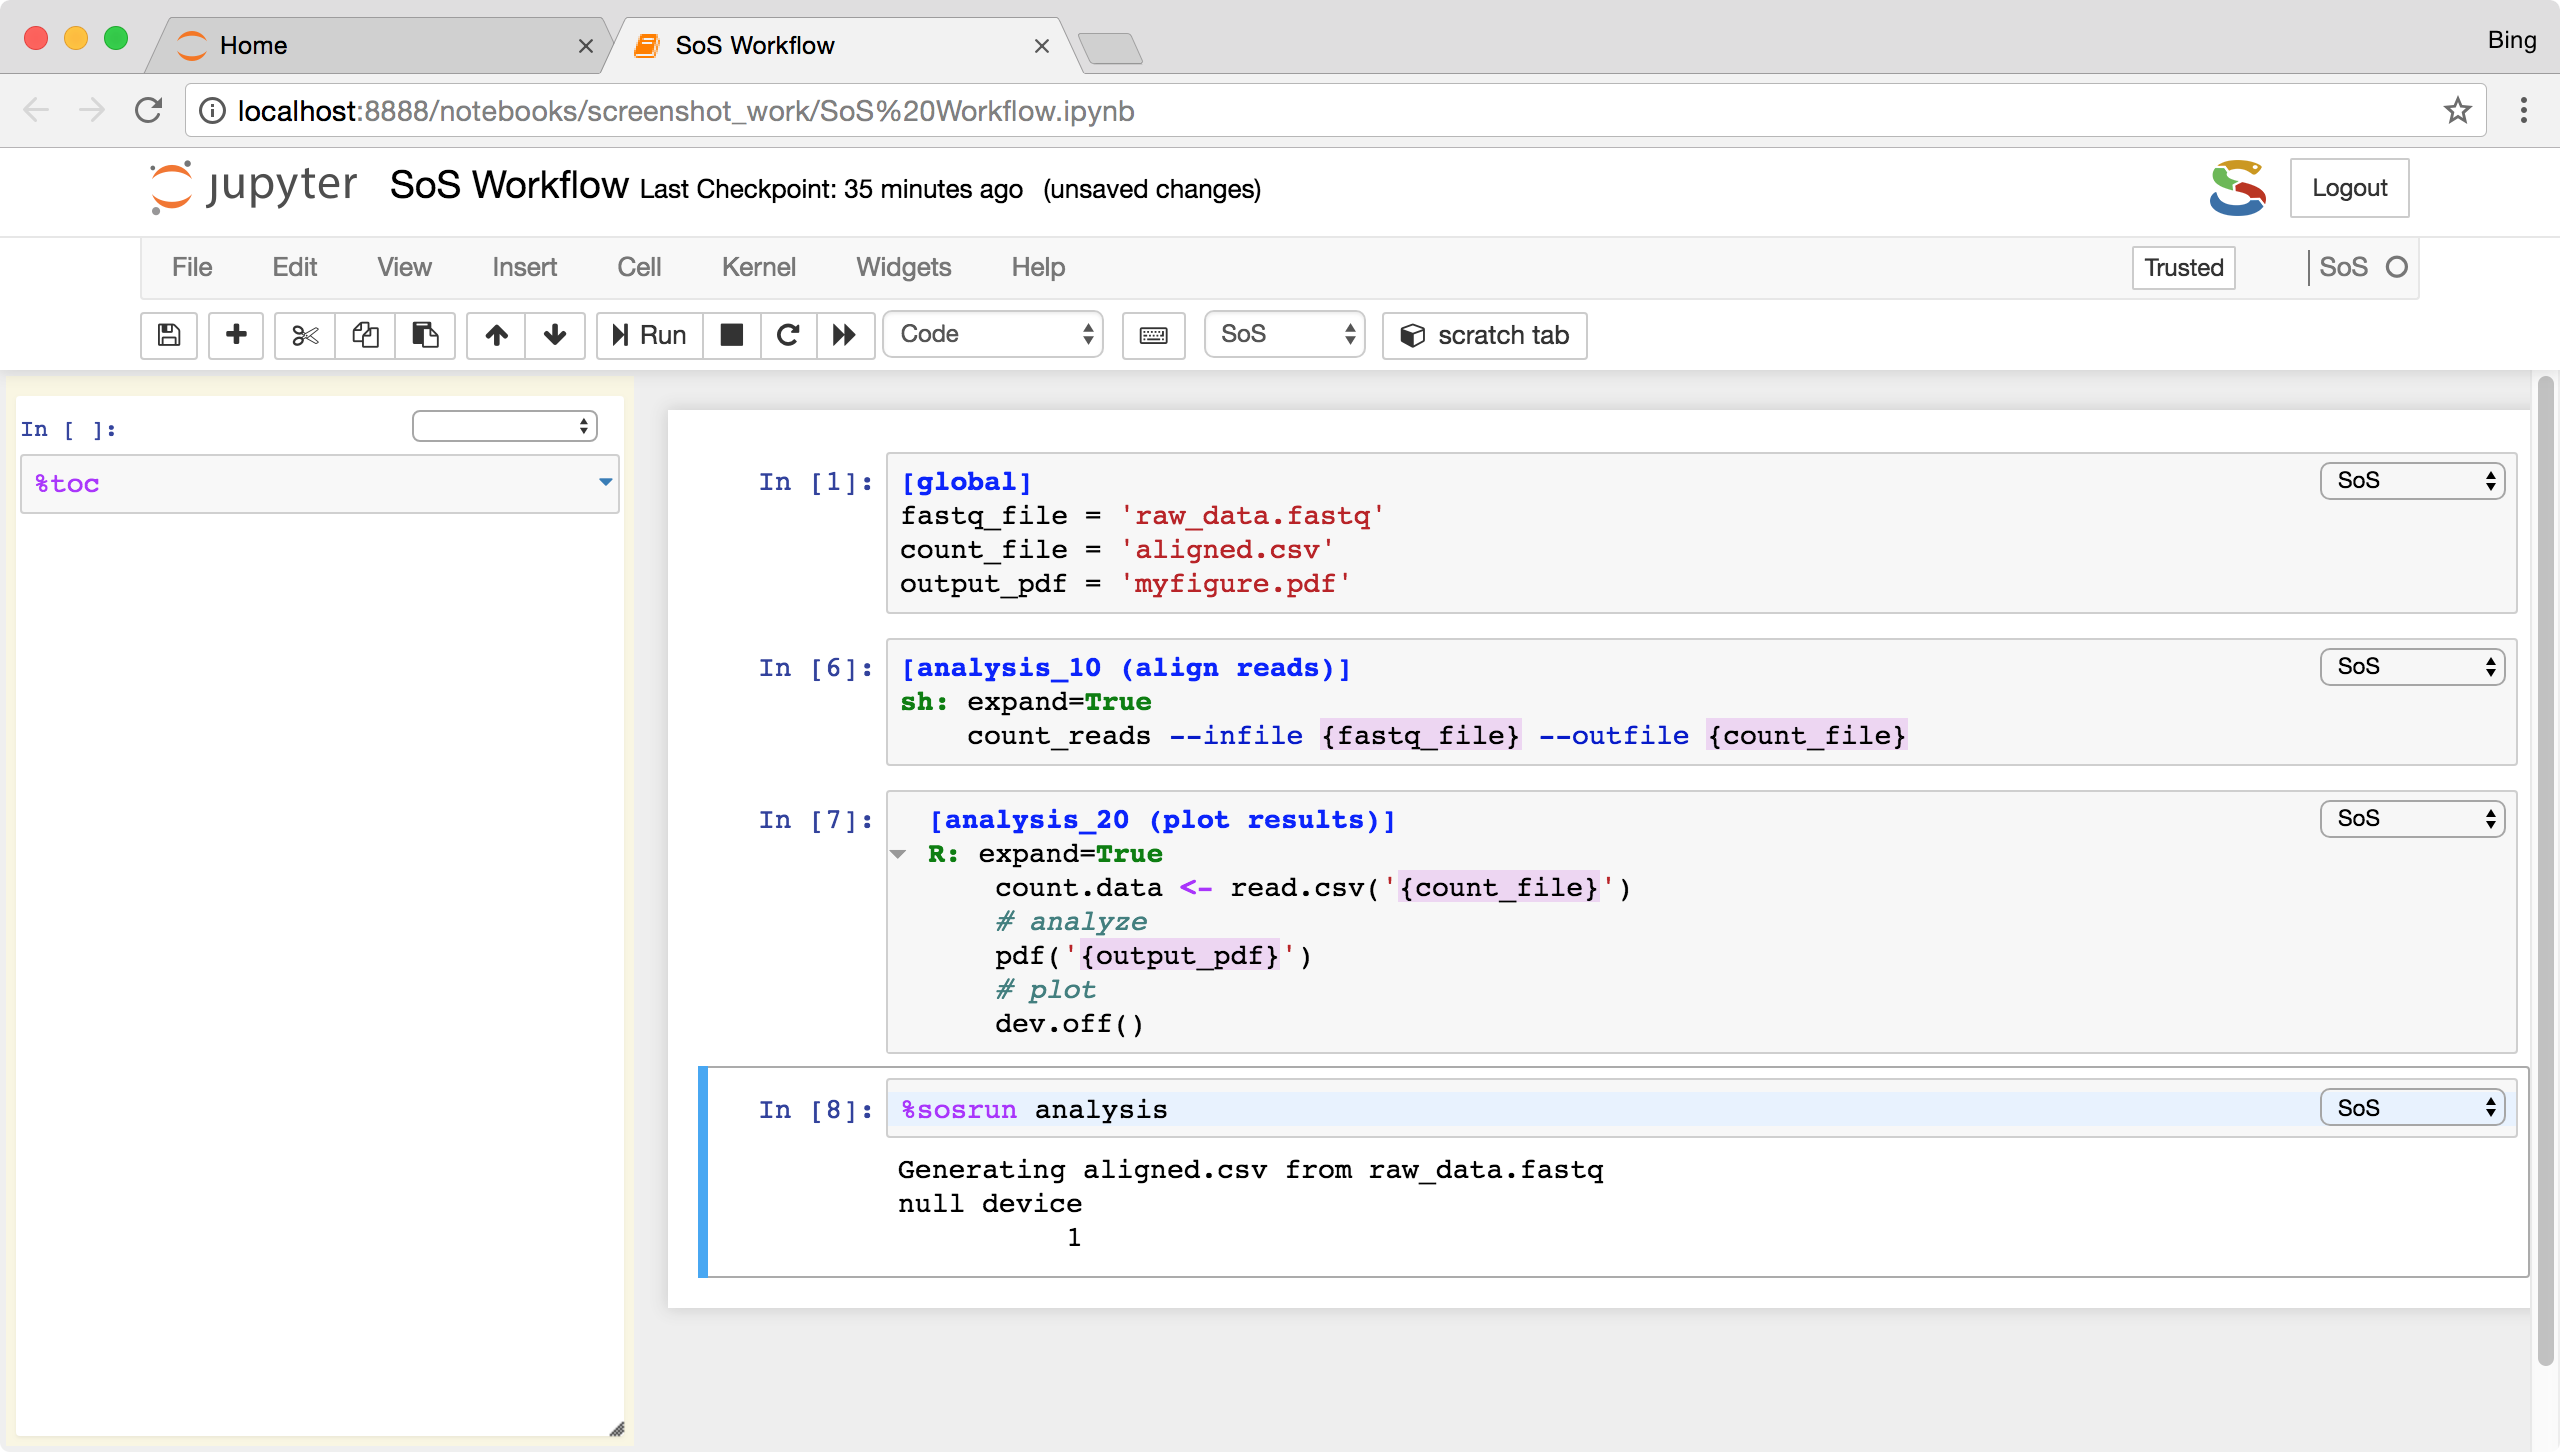 Home
SoS Workflow
Bing
localhost:8888/notebooks/screenshot_work/SoS%20Workflow.ipynb
jupyter SoS Workflow Last Checkpoint: 35 minutes ago (unsaved changes) Logout
File Edit View Insert Cell Kernel Widgets Help Trusted SoS
Run Code SoS scratch tab
In [ ]:
%toc
In [1]: [global] SoS
fastq_file = 'raw_data.fastq'
count_file = 'aligned.csv'
output_pdf = 'myfigure.pdf'
In [6]: [analysis_10 (align reads)] SoS
sh: expand=True
count_reads --infile {fastq_file} --outfile {count_file}
In [7]: [analysis_20 (plot results)] SoS
R: expand=True
count.data <- read.csv('{count_file}')
# analyze
pdf('{output_pdf}')
# plot
dev.off()
In [8]: %sosrun analysis SoS
Generating aligned.csv from raw_data.fastq
null device
1